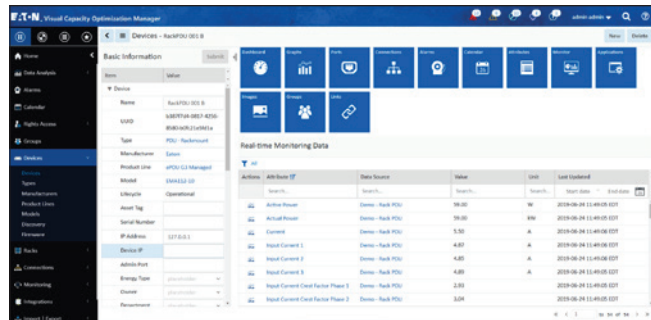 E·T·N Visual Capacity Optimization Manager
admin admin
Devices - RackPDU 001 B
New Delete
Home
Data Analysis
Alarms
Calendar
Rights Access
Groups
Devices
Devices
Types
Manufacturers
Product Lines
Models
Discovery
Firmware
Racks
Connections
Monitoring
Integrations
Import | Export
Basic Information Submit
Item Value
Device
Name RackPDU 001 B
UUID
Type PDU - Rackmount
Manufacturer Eaton
Product Line ePDU G3 Managed
Model EMA112-10
Lifecycle Operational
Asset Tag
Serial Number
IP Address 127.0.0.1
Device IP
Admin Port
Energy Type placeholder
Owner placeholder
Department
Dashboard Graphs Ports Connections Alarms Calendar Attributes Monitor Applications
Images Groups Links
Real-time Monitoring Data
All
Actions Attribute Data Source Value Unit Last Updated
Search... Search... Search... Search... Start date - End date
Active Power Demo - Rack PDU 59.00 W 2019-06-24 11:49:05 EDT
Actual Power Demo - Rack PDU 59.00 kW 2019-06-24 11:49:05 EDT
Current Demo - Rack PDU 5.50 A 2019-06-24 11:49:06 EDT
Input Current 1 Demo - Rack PDU 4.87 A 2019-06-24 11:49:05 EDT
Input Current 2 Demo - Rack PDU 4.85 A 2019-06-24 11:49:06 EDT
Input Current 3 Demo - Rack PDU 4.89 A 2019-06-24 11:49:05 EDT
Input Current Crest Factor Phase 1 Demo - Rack PDU 2.93 2019-06-24 11:49:05 EDT
Input Current Crest Factor Phase 2 Demo - Rack PDU 3.04 2019-06-24 11:49:05 EDT